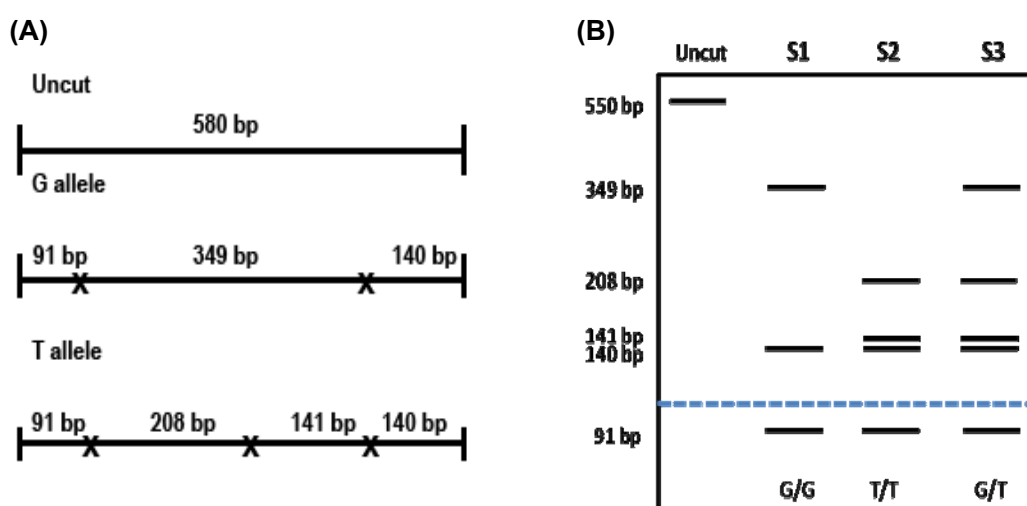 (A)
Uncut
580 bp
G allele
91 bp 349 bp 140 bp
X X
T allele
91 bp 208 bp 141 bp 140 bp
X X X
(B)
Uncut S1 S2 S3
550 bp
349 bp
208 bp
141 bp
140 bp
91 bp
G/G T/T G/T